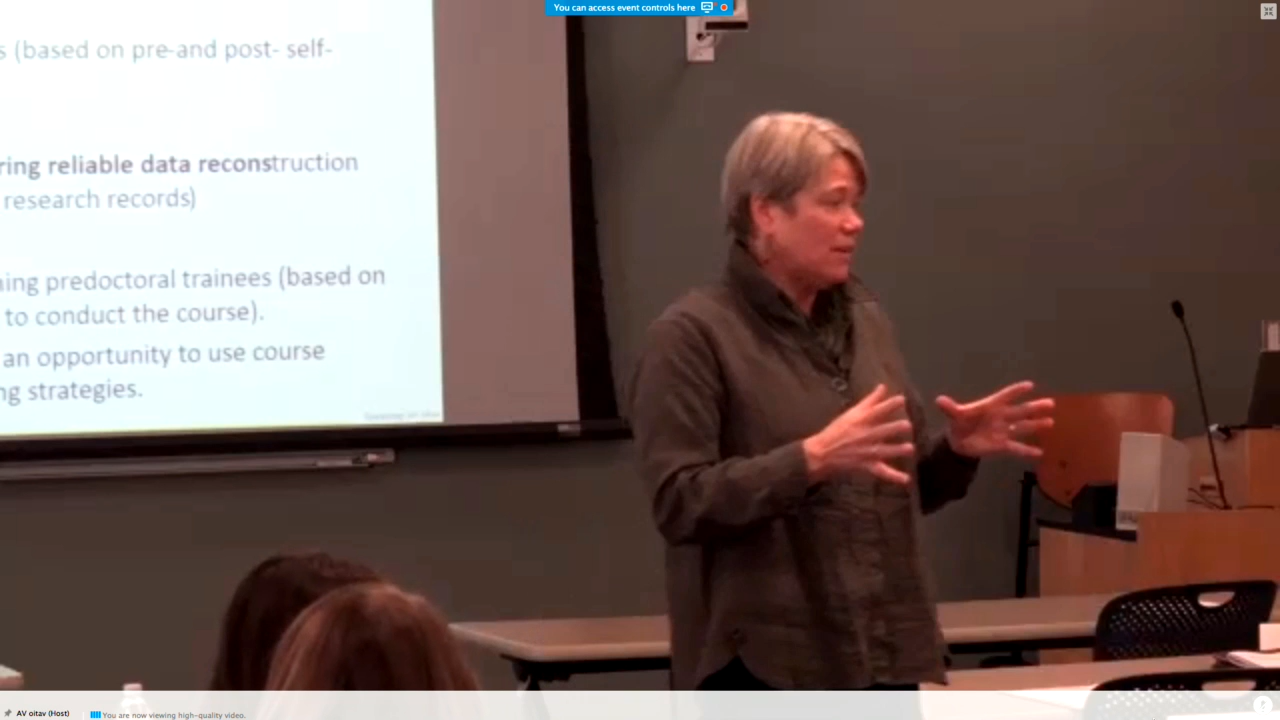 You can access event controls here
s (based on pre-and post- self-
ring reliable data reconstruction
research records)
ning predoctoral trainees (based on
to conduct the course).
an opportunity to use course
ng strategies.
AV oitav (Host)
You are now viewing high-quality video.
?